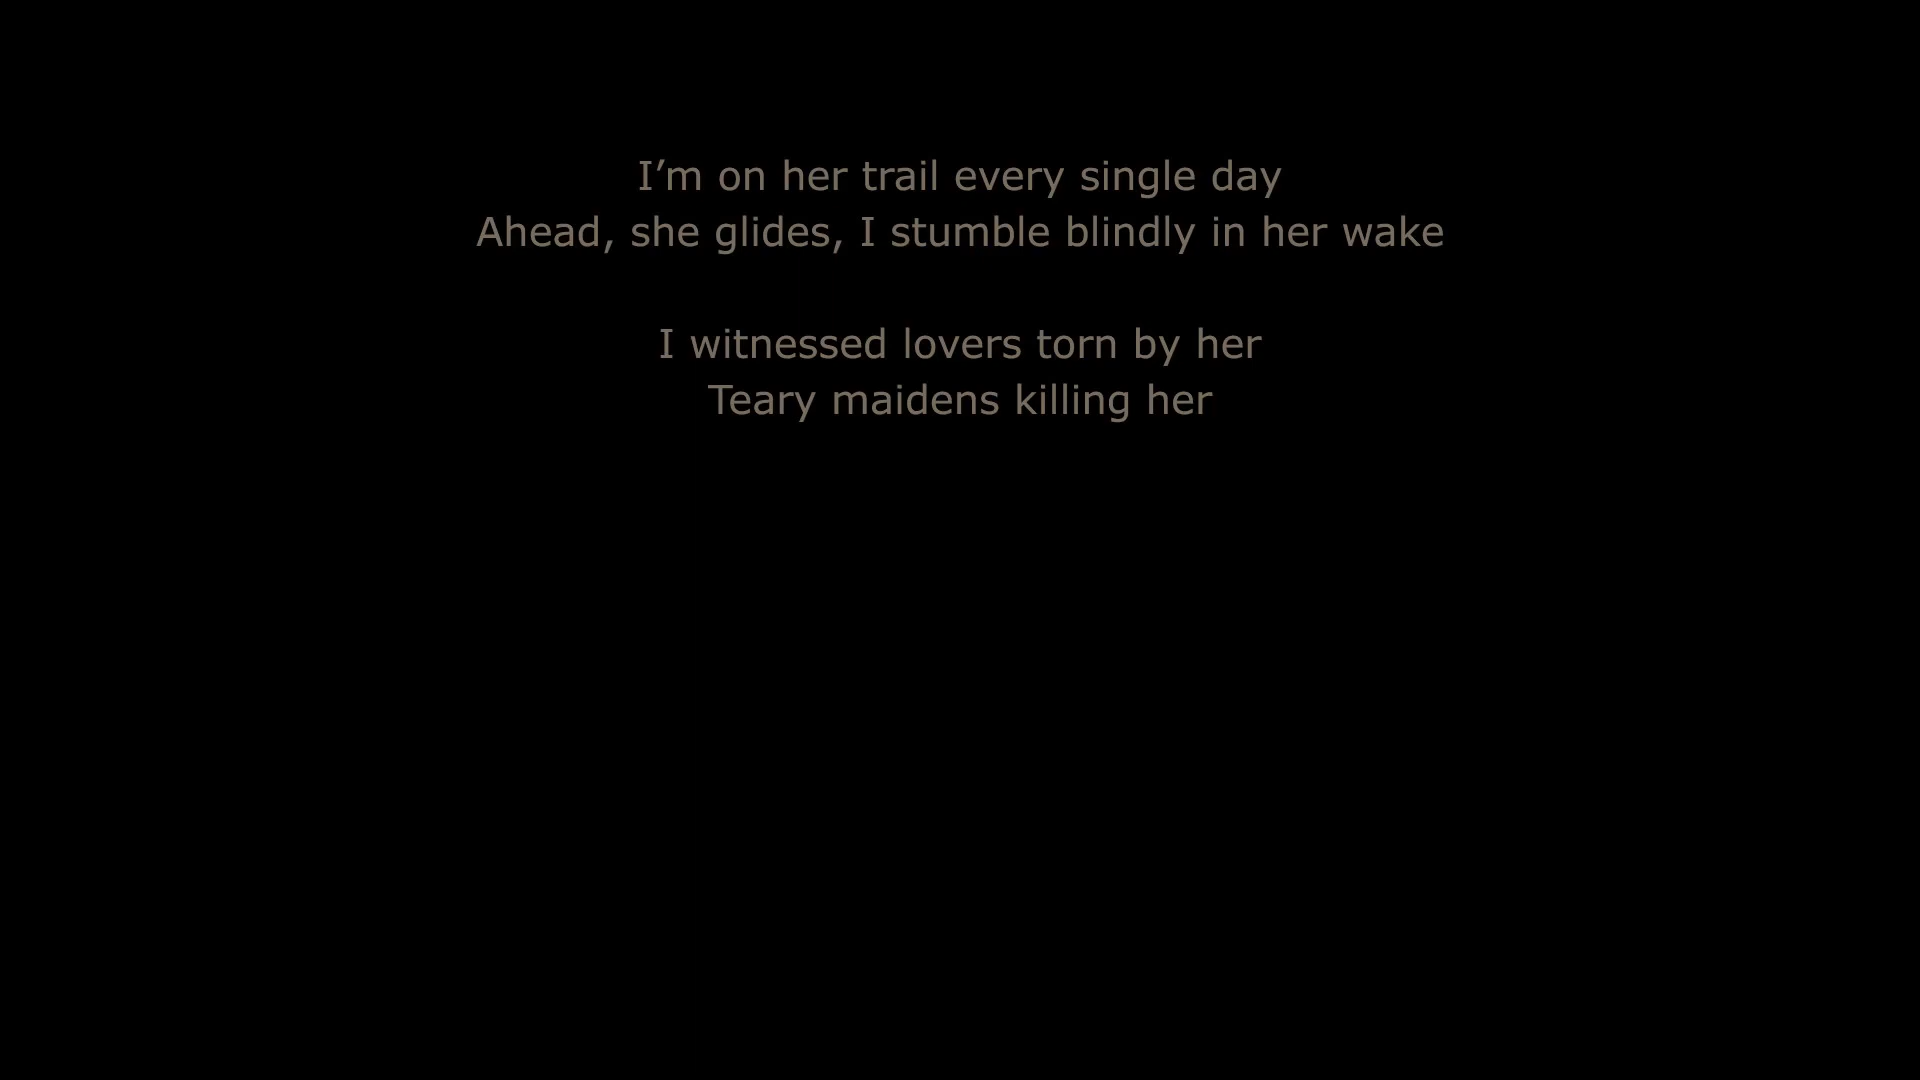 I’m on her trail every single day
Ahead, she glides, I stumble blindly in her wake
I witnessed lovers torn by her
Teary maidens killing her